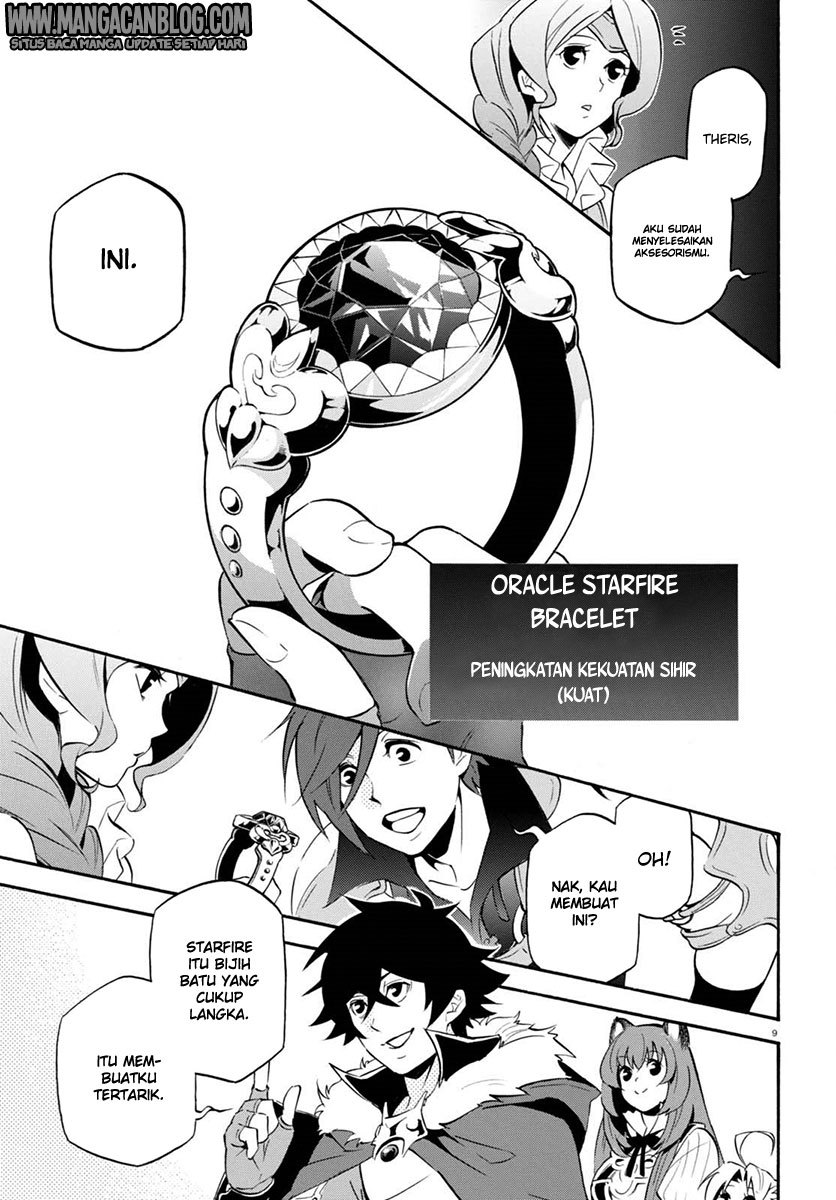 WWW.MANGACANBLOG.COM
SITUS BACA MANGA UPDATE SETIAP HARI
THERIS,
AKU SUDAH
MENYELESAIKAN
AKSESORISMU.
INI.
ORACLE STARFIRE
BRACELET
PENINGKATAN KEKUATAN SIHIR
(KUAT)
OH!
NAK, KAU
MEMBUAT
INI?
STARFIRE
ITU BIJIH
BATU YANG
CUKUP
LANGKA.
ITU MEM-
BUATKU
TERTARIK.
9